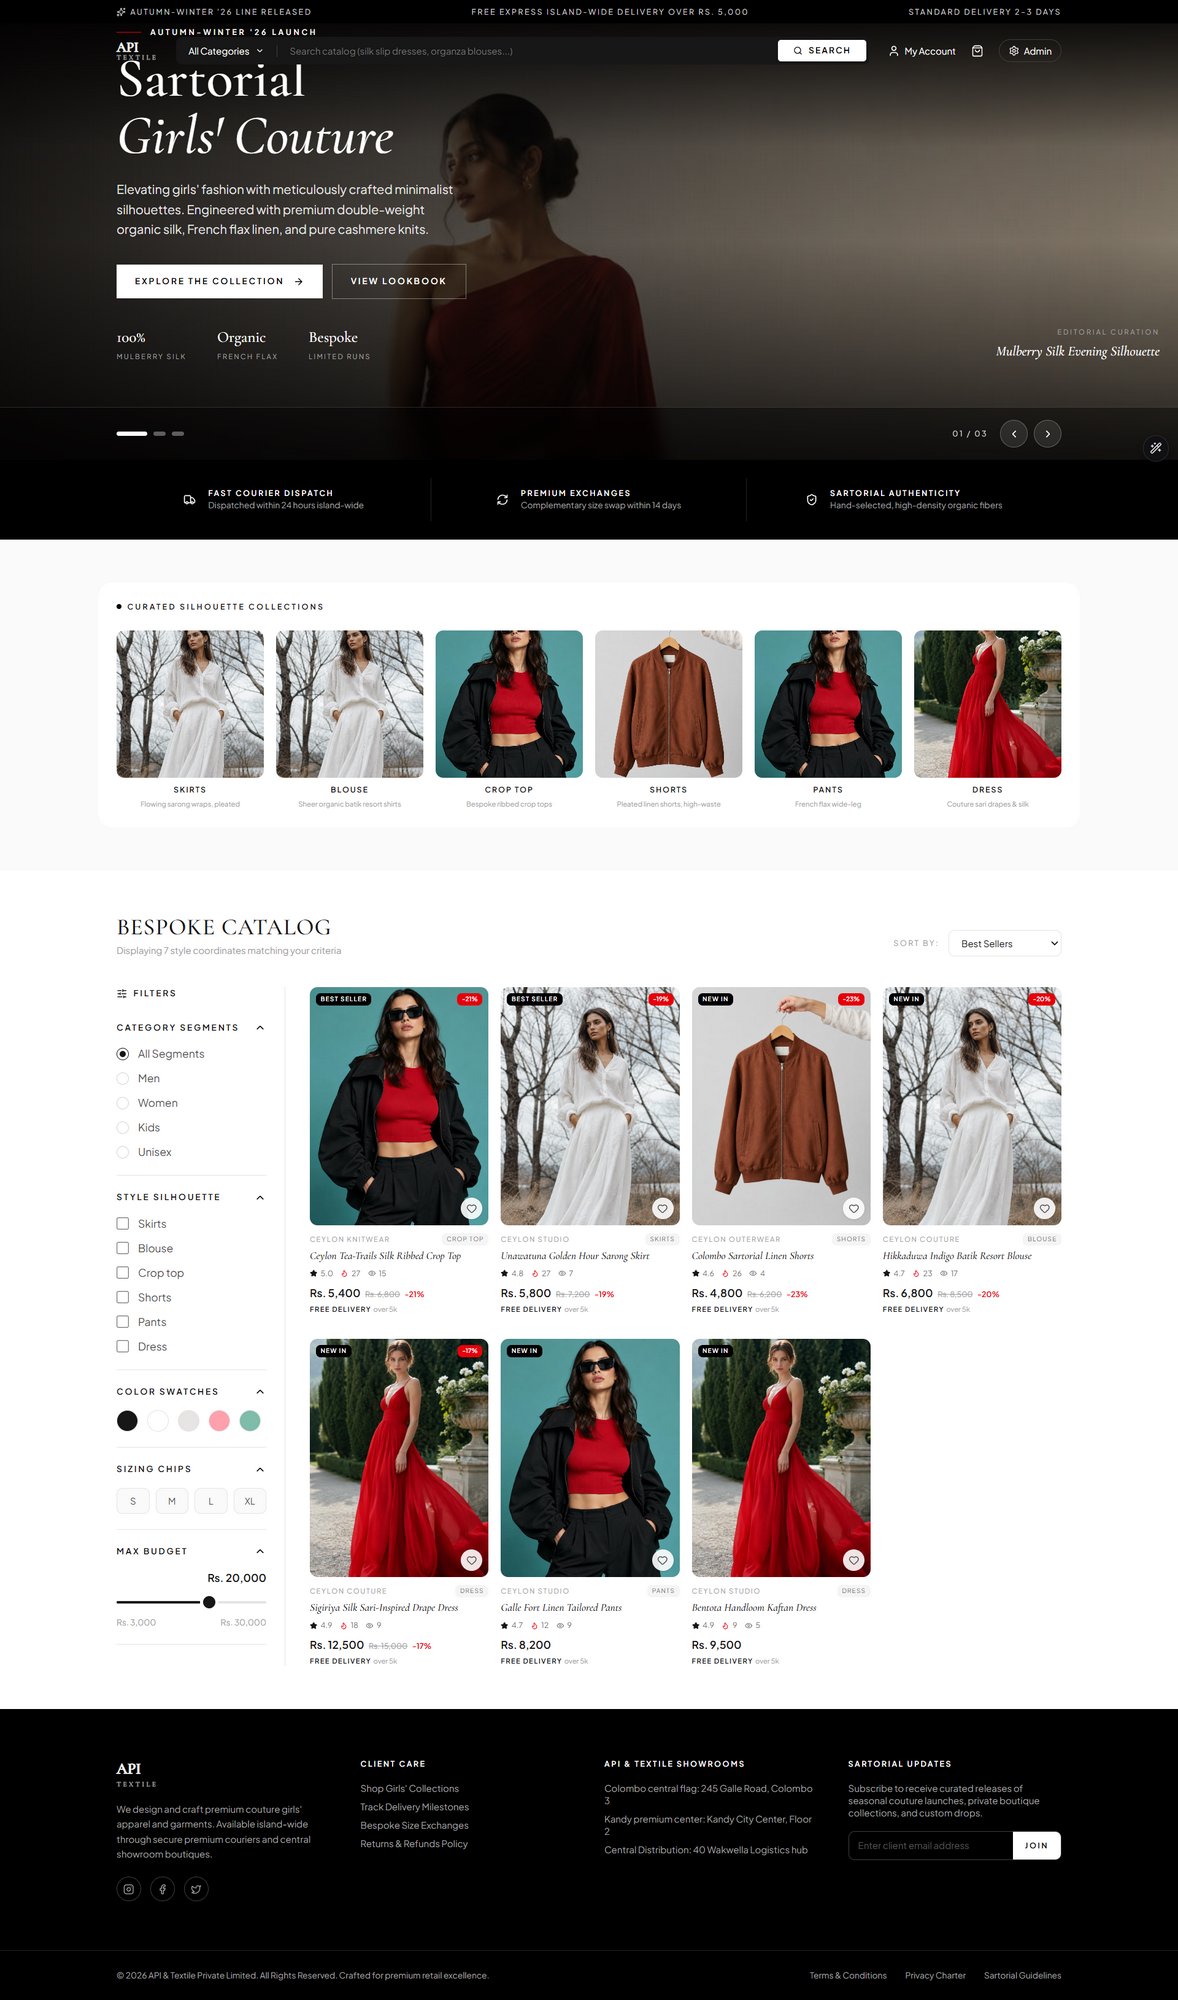 AUTUMN-WINTER '26 LINE RELEASED
FREE EXPRESS ISLAND-WIDE DELIVERY OVER RS. 5,000
STANDARD DELIVERY 2-3 DAYS
AUTUMN-WINTER '26 LAUNCH
API
TEXTILE
All Categories
Search catalog (silk slip dresses, organza blouses...)
SEARCH
My Account
Admin
Sartorial
Girls' Couture
Elevating girls' fashion with meticulously crafted minimalist
silhouettes. Engineered with premium double-weight
organic silk, French flax linen, and pure cashmere knits.
EXPLORE THE COLLECTION
VIEW LOOKBOOK
100%
MULBERRY SILK
Organic
FRENCH FLAX
Bespoke
LIMITED RUNS
EDITORIAL CURATION
Mulberry Silk Evening Silhouette
01 / 03
FAST COURIER DISPATCH
Dispatched within 24 hours island-wide
PREMIUM EXCHANGES
Complementary size swap within 14 days
SARTORIAL AUTHENTICITY
Hand-selected, high-density organic fibers
CURATED SILHOUETTE COLLECTIONS
SKIRTS
Flowing sarong wraps, pleated
BLOUSE
Sheer organic batik resort shirts
CROP TOP
Bespoke ribbed crop tops
SHORTS
Pleated linen shorts, high-waste
PANTS
French flax wide-leg
DRESS
Couture sari drapes & silk
BESPOKE CATALOG
Displaying 7 style coordinates matching your criteria
SORT BY:
Best Sellers
FILTERS
CATEGORY SEGMENTS
All Segments
Men
Women
Kids
Unisex
STYLE SILHOUETTE
Skirts
Blouse
Crop top
Shorts
Pants
Dress
COLOR SWATCHES
SIZING CHIPS
S
M
L
XL
MAX BUDGET
Rs. 20,000
Rs. 3,000
Rs. 30,000
BEST SELLER
-21%
CEYLON KNITWEAR
CROP TOP
Ceylon Tea-Trails Silk Ribbed Crop Top
5.0 27 15
Rs. 5,400 Rs. 6,800 -21%
FREE DELIVERY over 5k
BEST SELLER
-19%
CEYLON STUDIO
SKIRTS
Unawatuna Golden Hour Sarong Skirt
4.8 27 7
Rs. 5,800 Rs. 7,200 -19%
FREE DELIVERY over 5k
NEW IN
-23%
CEYLON OUTERWEAR
SHORTS
Colombo Sartorial Linen Shorts
4.6 26 4
Rs. 4,800 Rs. 6,200 -23%
FREE DELIVERY over 5k
NEW IN
-20%
CEYLON COUTURE
BLOUSE
Hikkaduwa Indigo Batik Resort Blouse
4.7 23 17
Rs. 6,800 Rs. 8,500 -20%
FREE DELIVERY over 5k
NEW IN
-17%
CEYLON COUTURE
DRESS
Sigiriya Silk Sari-Inspired Drape Dress
4.9 18 9
Rs. 12,500 Rs. 15,000 -17%
FREE DELIVERY over 5k
NEW IN
CEYLON STUDIO
PANTS
Galle Fort Linen Tailored Pants
4.7 12 9
Rs. 8,200
FREE DELIVERY over 5k
NEW IN
CEYLON STUDIO
DRESS
Bentota Handloom Kaftan Dress
4.9 9 5
Rs. 9,500
FREE DELIVERY over 5k
API
TEXTILE
We design and craft premium couture girls'
apparel and garments. Available island-wide
through secure premium couriers and central
showroom boutiques.
CLIENT CARE
Shop Girls' Collections
Track Delivery Milestones
Bespoke Size Exchanges
Returns & Refunds Policy
API & TEXTILE SHOWROOMS
Colombo central flag: 245 Galle Road, Colombo
3
Kandy premium center: Kandy City Center, Floor
2
Central Distribution: 40 Wakwella Logistics hub
SARTORIAL UPDATES
Subscribe to receive curated releases of
seasonal couture launches, private boutique
collections, and custom drops.
Enter client email address
JOIN
© 2026 API & Textile Private Limited. All Rights Reserved. Crafted for premium retail excellence.
Terms & Conditions
Privacy Charter
Sartorial Guidelines